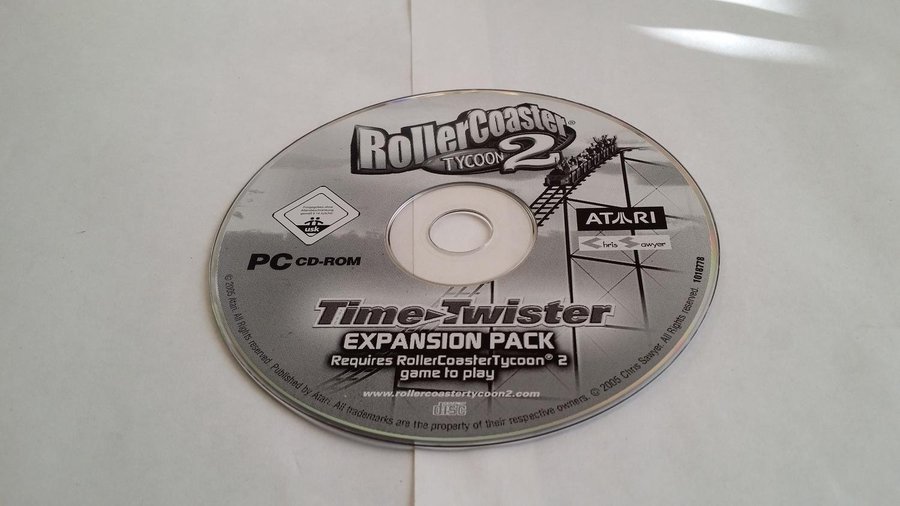 RollerCoaster®
TYCOON 2
usk
ATARI
Chris Sawyer
PC CD-ROM
Time Twister
EXPANSION PACK
Requires RollerCoasterTycoon® 2
game to play
www.rollercoastertycoon2.com
disc
© 2005 Atari. All Rights reserved. Published by Atari. All trademarks are the property of their respective owners. © 2005 Chris Sawyer. All Rights reserved. 1018778